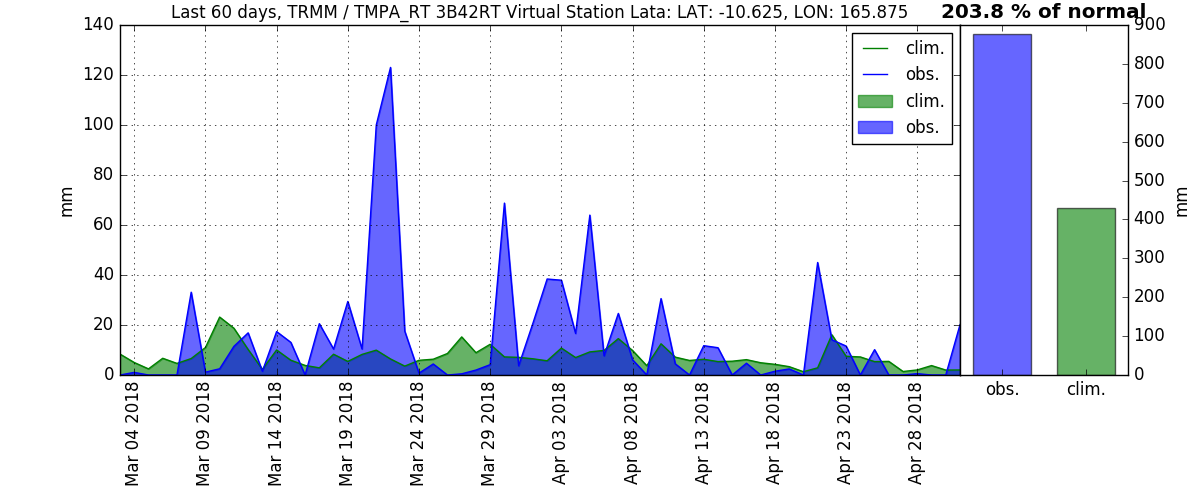 Last 60 days, TRMM / TMPA_RT 3B42RT Virtual Station Lata: LAT: -10.625, LON: 165.875
203.8 % of normal
140
120
100
80
60
40
20
0
mm
clim.
obs.
clim.
obs.
900
800
700
600
500
400
300
200
100
0
mm
Mar 04 2018
Mar 09 2018
Mar 14 2018
Mar 19 2018
Mar 24 2018
Mar 29 2018
Apr 03 2018
Apr 08 2018
Apr 13 2018
Apr 18 2018
Apr 23 2018
Apr 28 2018
obs.
clim.